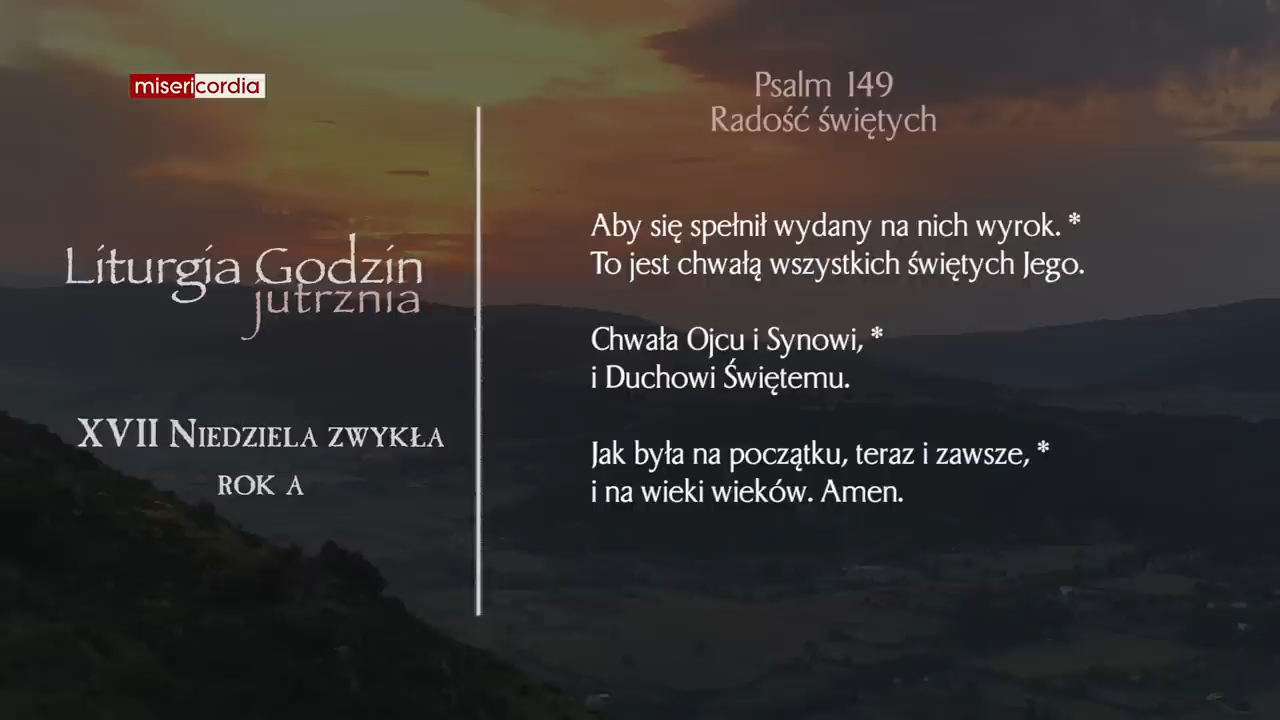 misericordia
Liturgia Godzin
jutrznia
XVII Niedziela zwykła
rok a
Psalm 149
Radość świętych
Aby się spełnił wydany na nich wyrok. *
To jest chwałą wszystkich świętych Jego.
Chwała Ojcu i Synowi, *
i Duchowi Świętemu.
Jak była na początku, teraz i zawsze, *
i na wieki wieków. Amen.